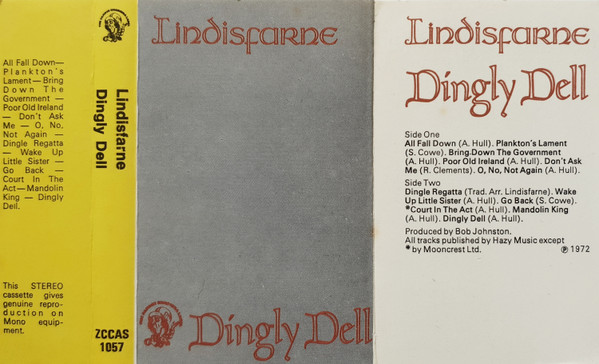 All Fall Down—
Plankton's
Lament—Bring
Down The
Government—
Poor Old Ireland
— Don't Ask
Me — O, No,
Not Again —
Dingle Regatta
— Wake Up
Little Sister —
Go Back —
Court In The
Act—Mandolin
King — Dingly
Dell.
This STEREO
cassette gives
genuine repro-
duction on
Mono equip-
ment.
Lindisfarne
Dingly Dell
ZCCAS
1057
Lindisfarne
Dingly Dell
Lindisfarne
Dingly Dell
Side One
All Fall Down (A. Hull). Plankton's Lament
(S. Cowe). Bring Down The Government
(A. Hull). Poor Old Ireland (A. Hull). Don't Ask
Me (R. Clements). O, No, Not Again (A. Hull).
Side Two
Dingle Regatta (Trad. Arr. Lindisfarne). Wake
Up Little Sister (A. Hull). Go Back (S. Cowe).
*Court In The Act (A. Hull). Mandolin King
(A. Hull). Dingly Dell (A. Hull).
Produced by Bob Johnston.
All tracks published by Hazy Music except
* by Mooncrest Ltd. ℗ 1972